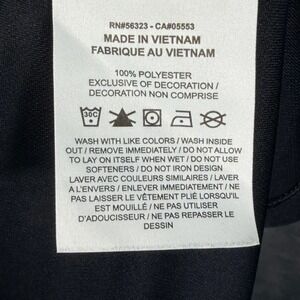 RN#56323 - CA#05553
MADE IN VIETNAM
FABRIQUE AU VIETNAM
100% POLYESTER
EXCLUSIVE OF DECORATION /
DECORATION NON COMPRISE
30C
WASH WITH LIKE COLORS / WASH INSIDE
OUT / REMOVE IMMEDIATELY / DO NOT ALLOW
TO LAY ON ITSELF WHEN WET / DO NOT USE
SOFTENERS / DO NOT IRON DESIGN
LAVER AVEC COULEURS SIMILAIRES / LAVER
A L'ENVERS / ENLEVER IMMEDIATEMENT / NE
PAS LAISSER LE VÊTEMENT PLIÉ LORSQU'IL
EST MOUILLÉ / NE PAS UTILISER
D'ADOUCISSEUR / NE PAS REPASSER LE
DESSIN